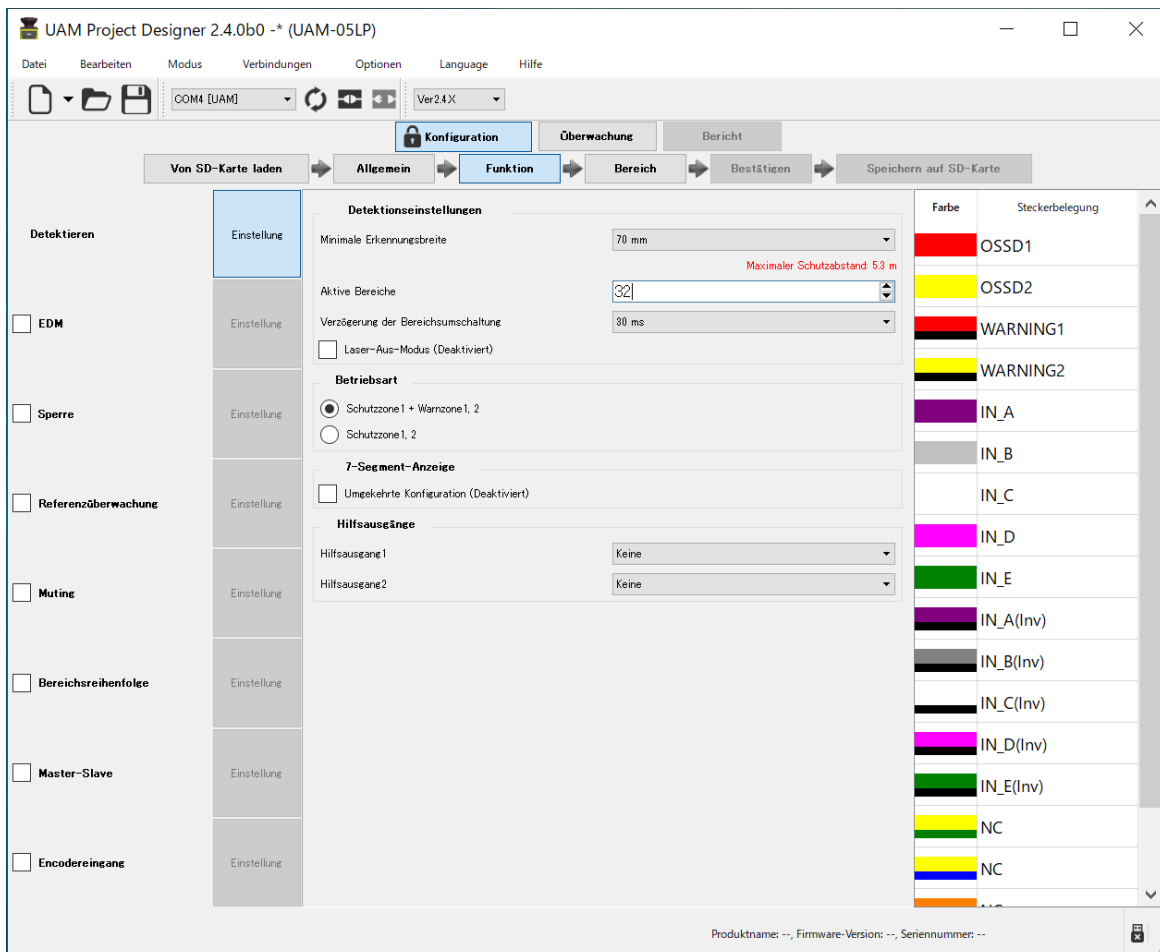 UAM Project Designer 2.4.0b0 -* (UAM-05LP)
Datei Bearbeiten Modus Verbindungen Optionen Language Hilfe
COM4 [UAM] Ver2.4.X
Konfiguration Überwachung Bericht
Von SD-Karte laden Allgemein Funktion Bereich Bestätigen Speichern auf SD-Karte
Detektieren Einstellung
EDM Einstellung
Sperre Einstellung
Referenzüberwachung Einstellung
Muting Einstellung
Bereichsreihenfolge Einstellung
Master-Slave Einstellung
Encodereingang Einstellung
Detektionseinstellungen
Minimale Erkennungsbreite 70 mm
Maximaler Schutzabstand: 5.3 m
Aktive Bereiche 32
Verzögerung der Bereichsumschaltung 30 ms
Laser-Aus-Modus (Deaktiviert)
Betriebsart
Schutzzone1 + Warnzone1, 2
Schutzzone1, 2
7-Segment-Anzeige
Umgekehrte Konfiguration (Deaktiviert)
Hilfsausgänge
Hilfsausgang1 Keine
Hilfsausgang2 Keine
Farbe Steckerbelegung
OSSD1
OSSD2
WARNING1
WARNING2
IN_A
IN_B
IN_C
IN_D
IN_E
IN_A(Inv)
IN_B(Inv)
IN_C(Inv)
IN_D(Inv)
IN_E(Inv)
NC
NC
Produktname: --, Firmware-Version: --, Seriennummer: --